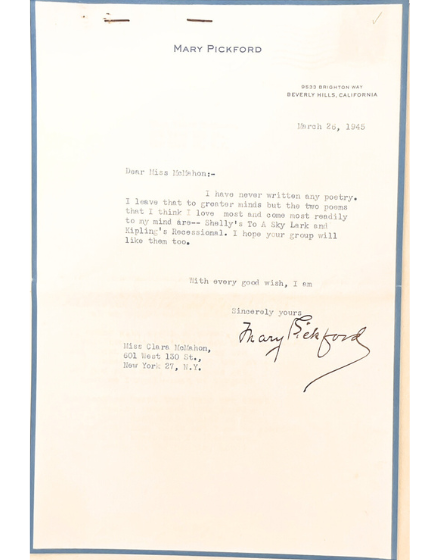 MARY PICKFORD
9633 BRIGHTON WAY
BEVERLY HILLS, CALIFORNIA
March 26, 1945
Dear Miss McMahon:-
I have never written any poetry.
I leave that to greater minds but the two poems
that I think I love most and come most readily
to my mind are-- Shelly's To A Sky Lark and
Kipling's Recessional. I hope your group will
like them too.
With every good wish, I am
Sincerely yours
Mary Pickford
Miss Clara McMahon,
601 West 130 St.,
New York 27, N.Y.